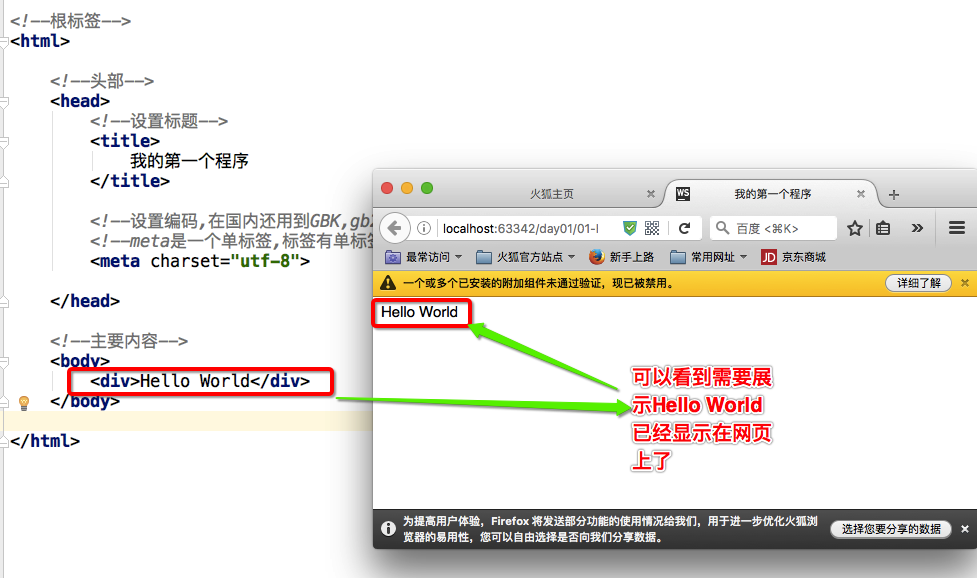 <!--根标签-->
<html>
<!--头部-->
<head>
<!--设置标题-->
<title>
我的第一个程序
</title>
<!--设置编码,在国内还用到GBK,gb2
<!--meta是一个单标签,标签有单标签
<meta charset="utf-8">
</head>
<!--主要内容-->
<body>
<div>Hello World</div>
</body>
</html>
火狐主页
WS
我的第一个程序
localhost:63342/day01/01-l
百度 <⌘K>
最常访问
火狐官方站点
新手上路
常用网址
JD
京东商城
一个或多个已安装的附加组件未通过验证，现已被禁用。
详细了解
Hello World
可以看到需要展
示Hello World
已经显示在网页
上了
为提高用户体验，Firefox 将发送部分功能的使用情况给我们，用于进一步优化火狐浏
览器的易用性，您可以自由选择是否向我们分享数据。
选择您要分享的数据